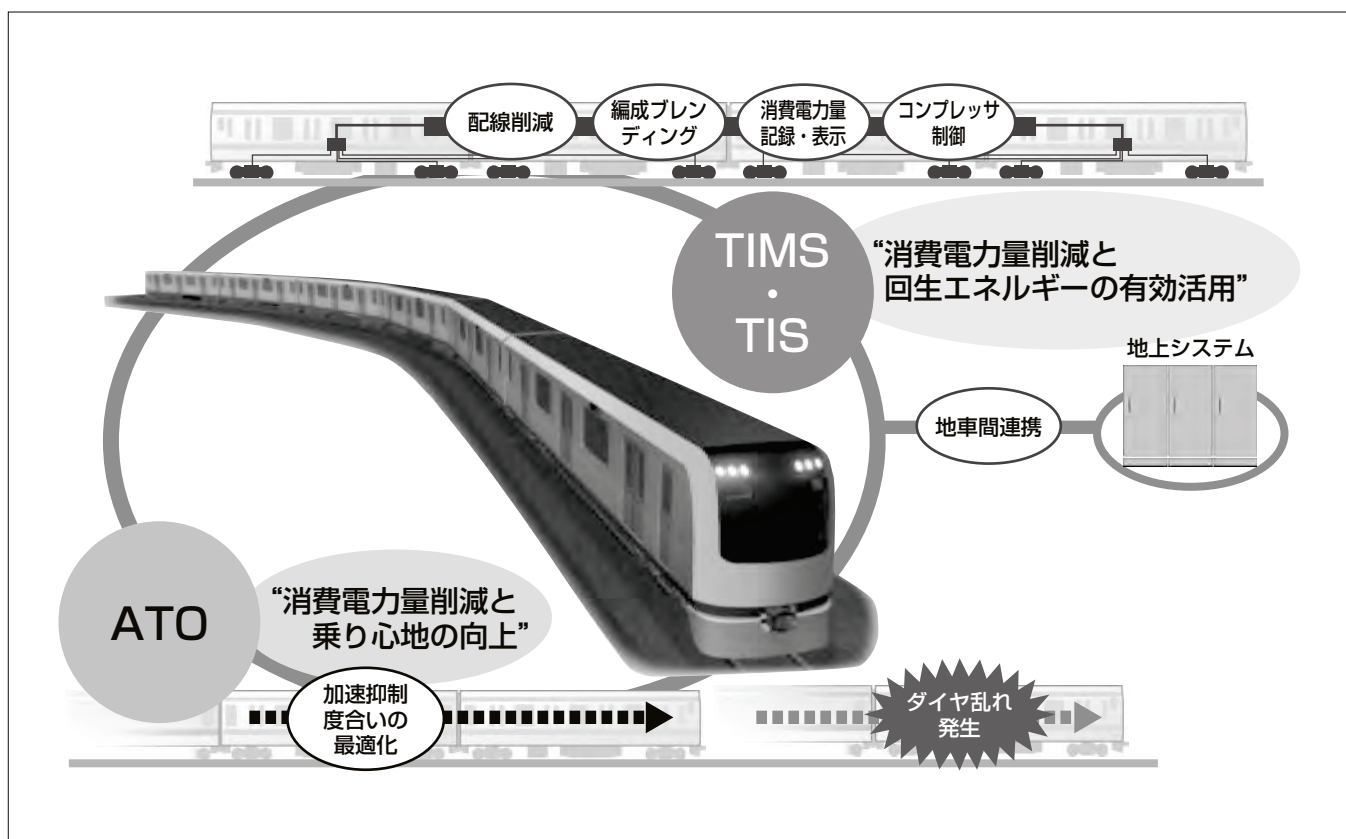 配線削減
編成ブレン
ディング
消費電力量
記録・表示
コンプレッサ
制御
TIMS
・
TIS
“消費電力量削減と
回生エネルギーの有効活用”
地上システム
地車間連携
ATO
“消費電力量削減と
乗り心地の向上”
加速抑制
度合いの
最適化
ダイヤ乱れ
発生